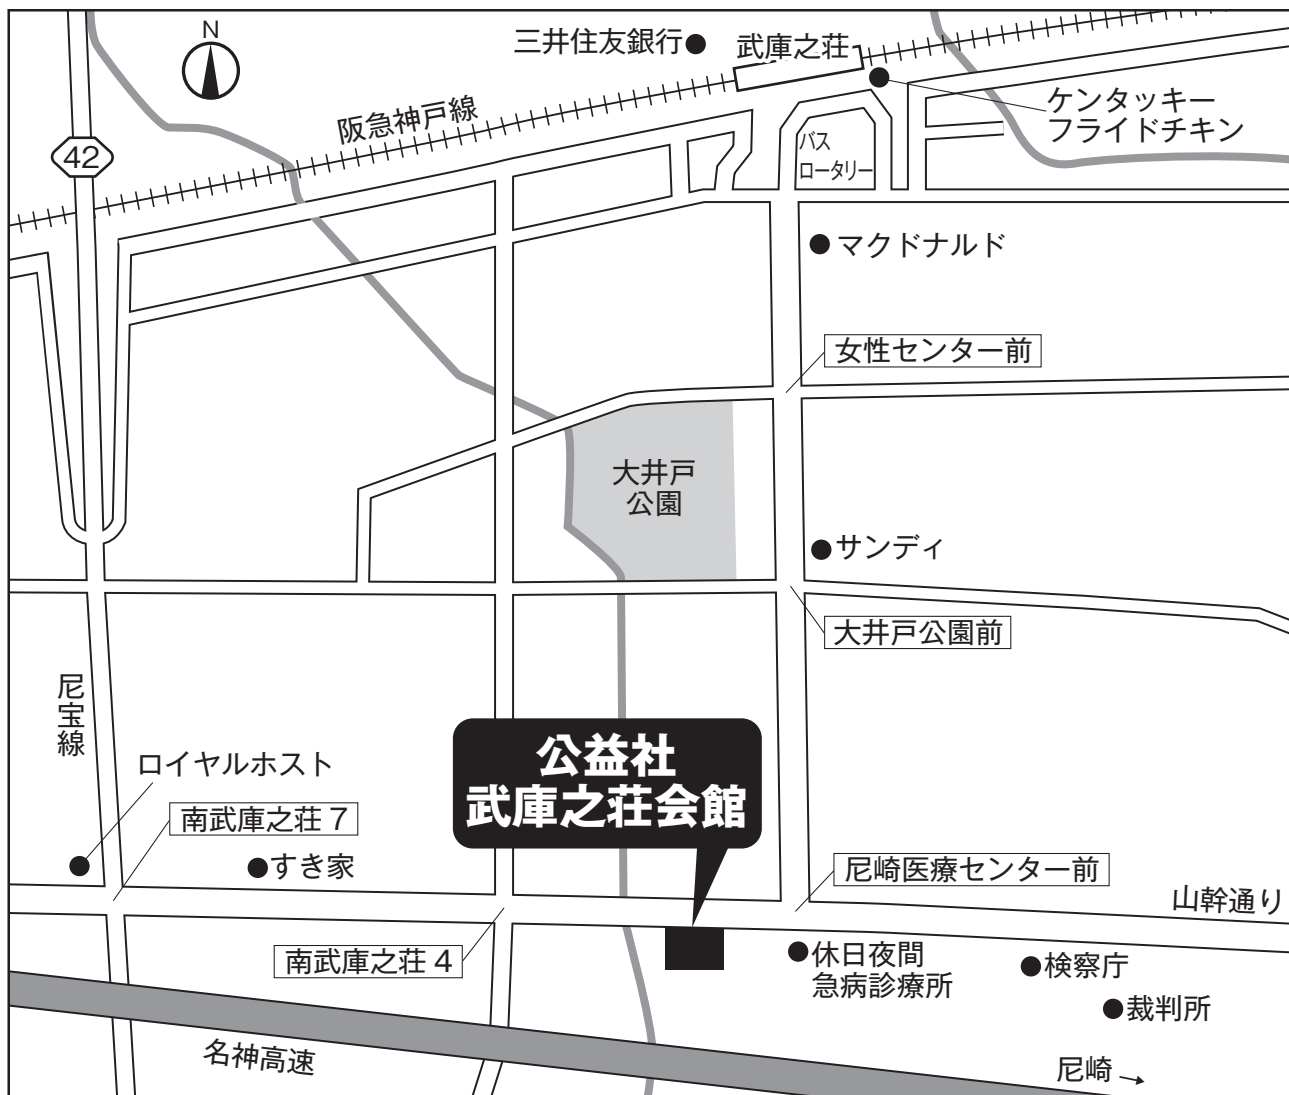 N
三井住友銀行
武庫之荘
ケンタッキー
フライドチキン
阪急神戸線
42
バス
ロータリー
マクドナルド
女性センター前
大井戸
公園
サンディ
大井戸公園前
尼宝線
ロイヤルホスト
公益社
武庫之荘会館
南武庫之荘 7
すき家
尼崎医療センター前
山幹通り
南武庫之荘 4
休日夜間
急病診療所
検察庁
裁判所
名神高速
尼崎 →